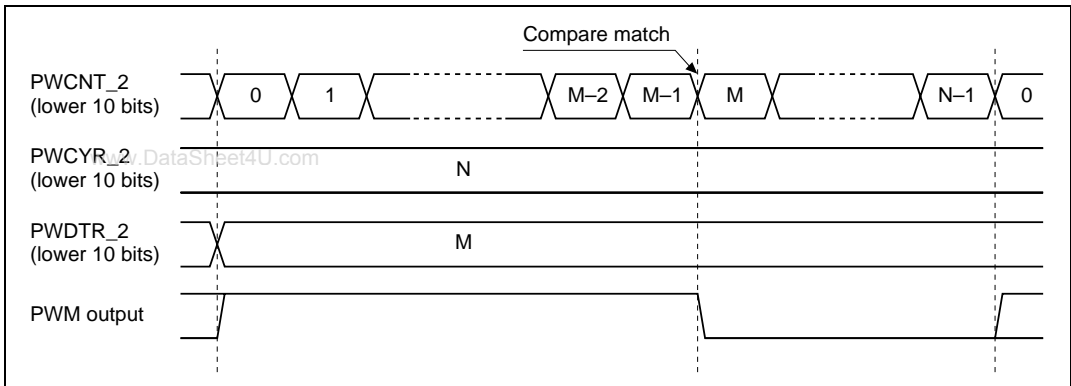 Compare match
PWCNT_2
(lower 10 bits)
0 1 M–2 M–1 M N–1 0
www.DataSheet4U.com
PWCYR_2
(lower 10 bits)
N
PWDTR_2
(lower 10 bits)
M
PWM output